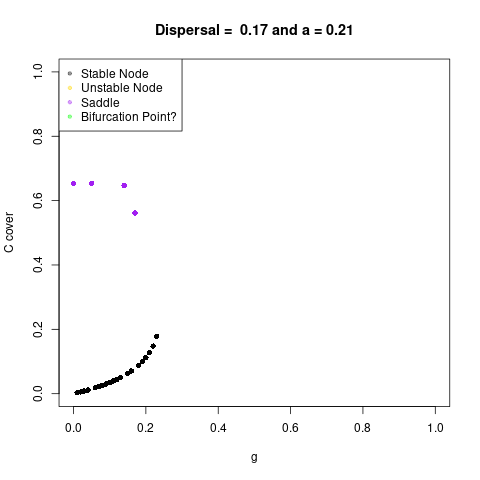 Dispersal =  0.17 and a = 0.21
Stable Node
Unstable Node
Saddle
Bifurcation Point?
C cover
1.0
0.8
0.6
0.4
0.2
0.0
0.0 0.2 0.4 0.6 0.8 1.0
g